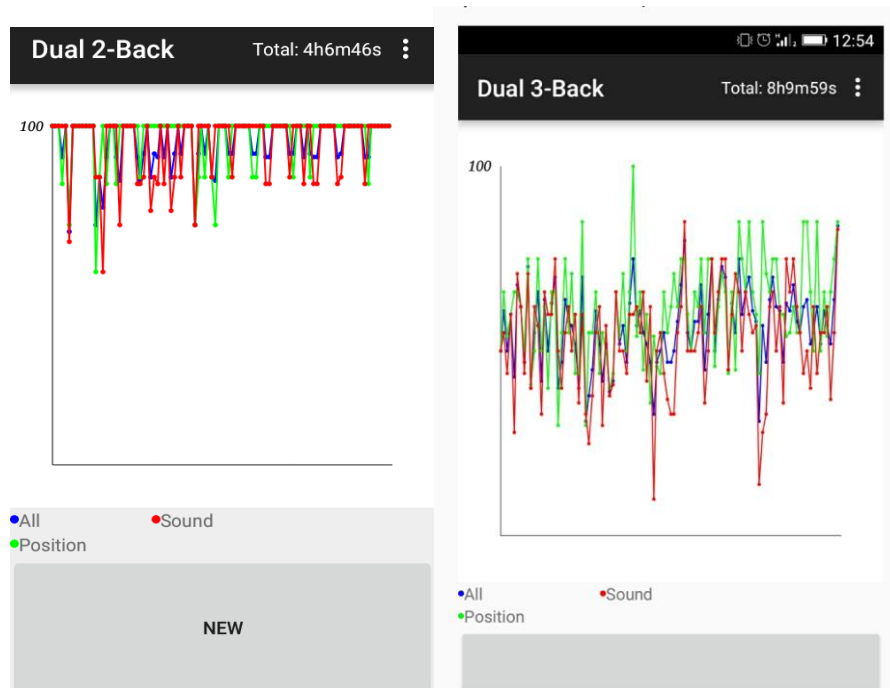 Dual 2-Back Total: 4h6m46s
100
All Sound
Position
NEW
12:54
Dual 3-Back Total: 8h9m59s
100
All Sound
Position